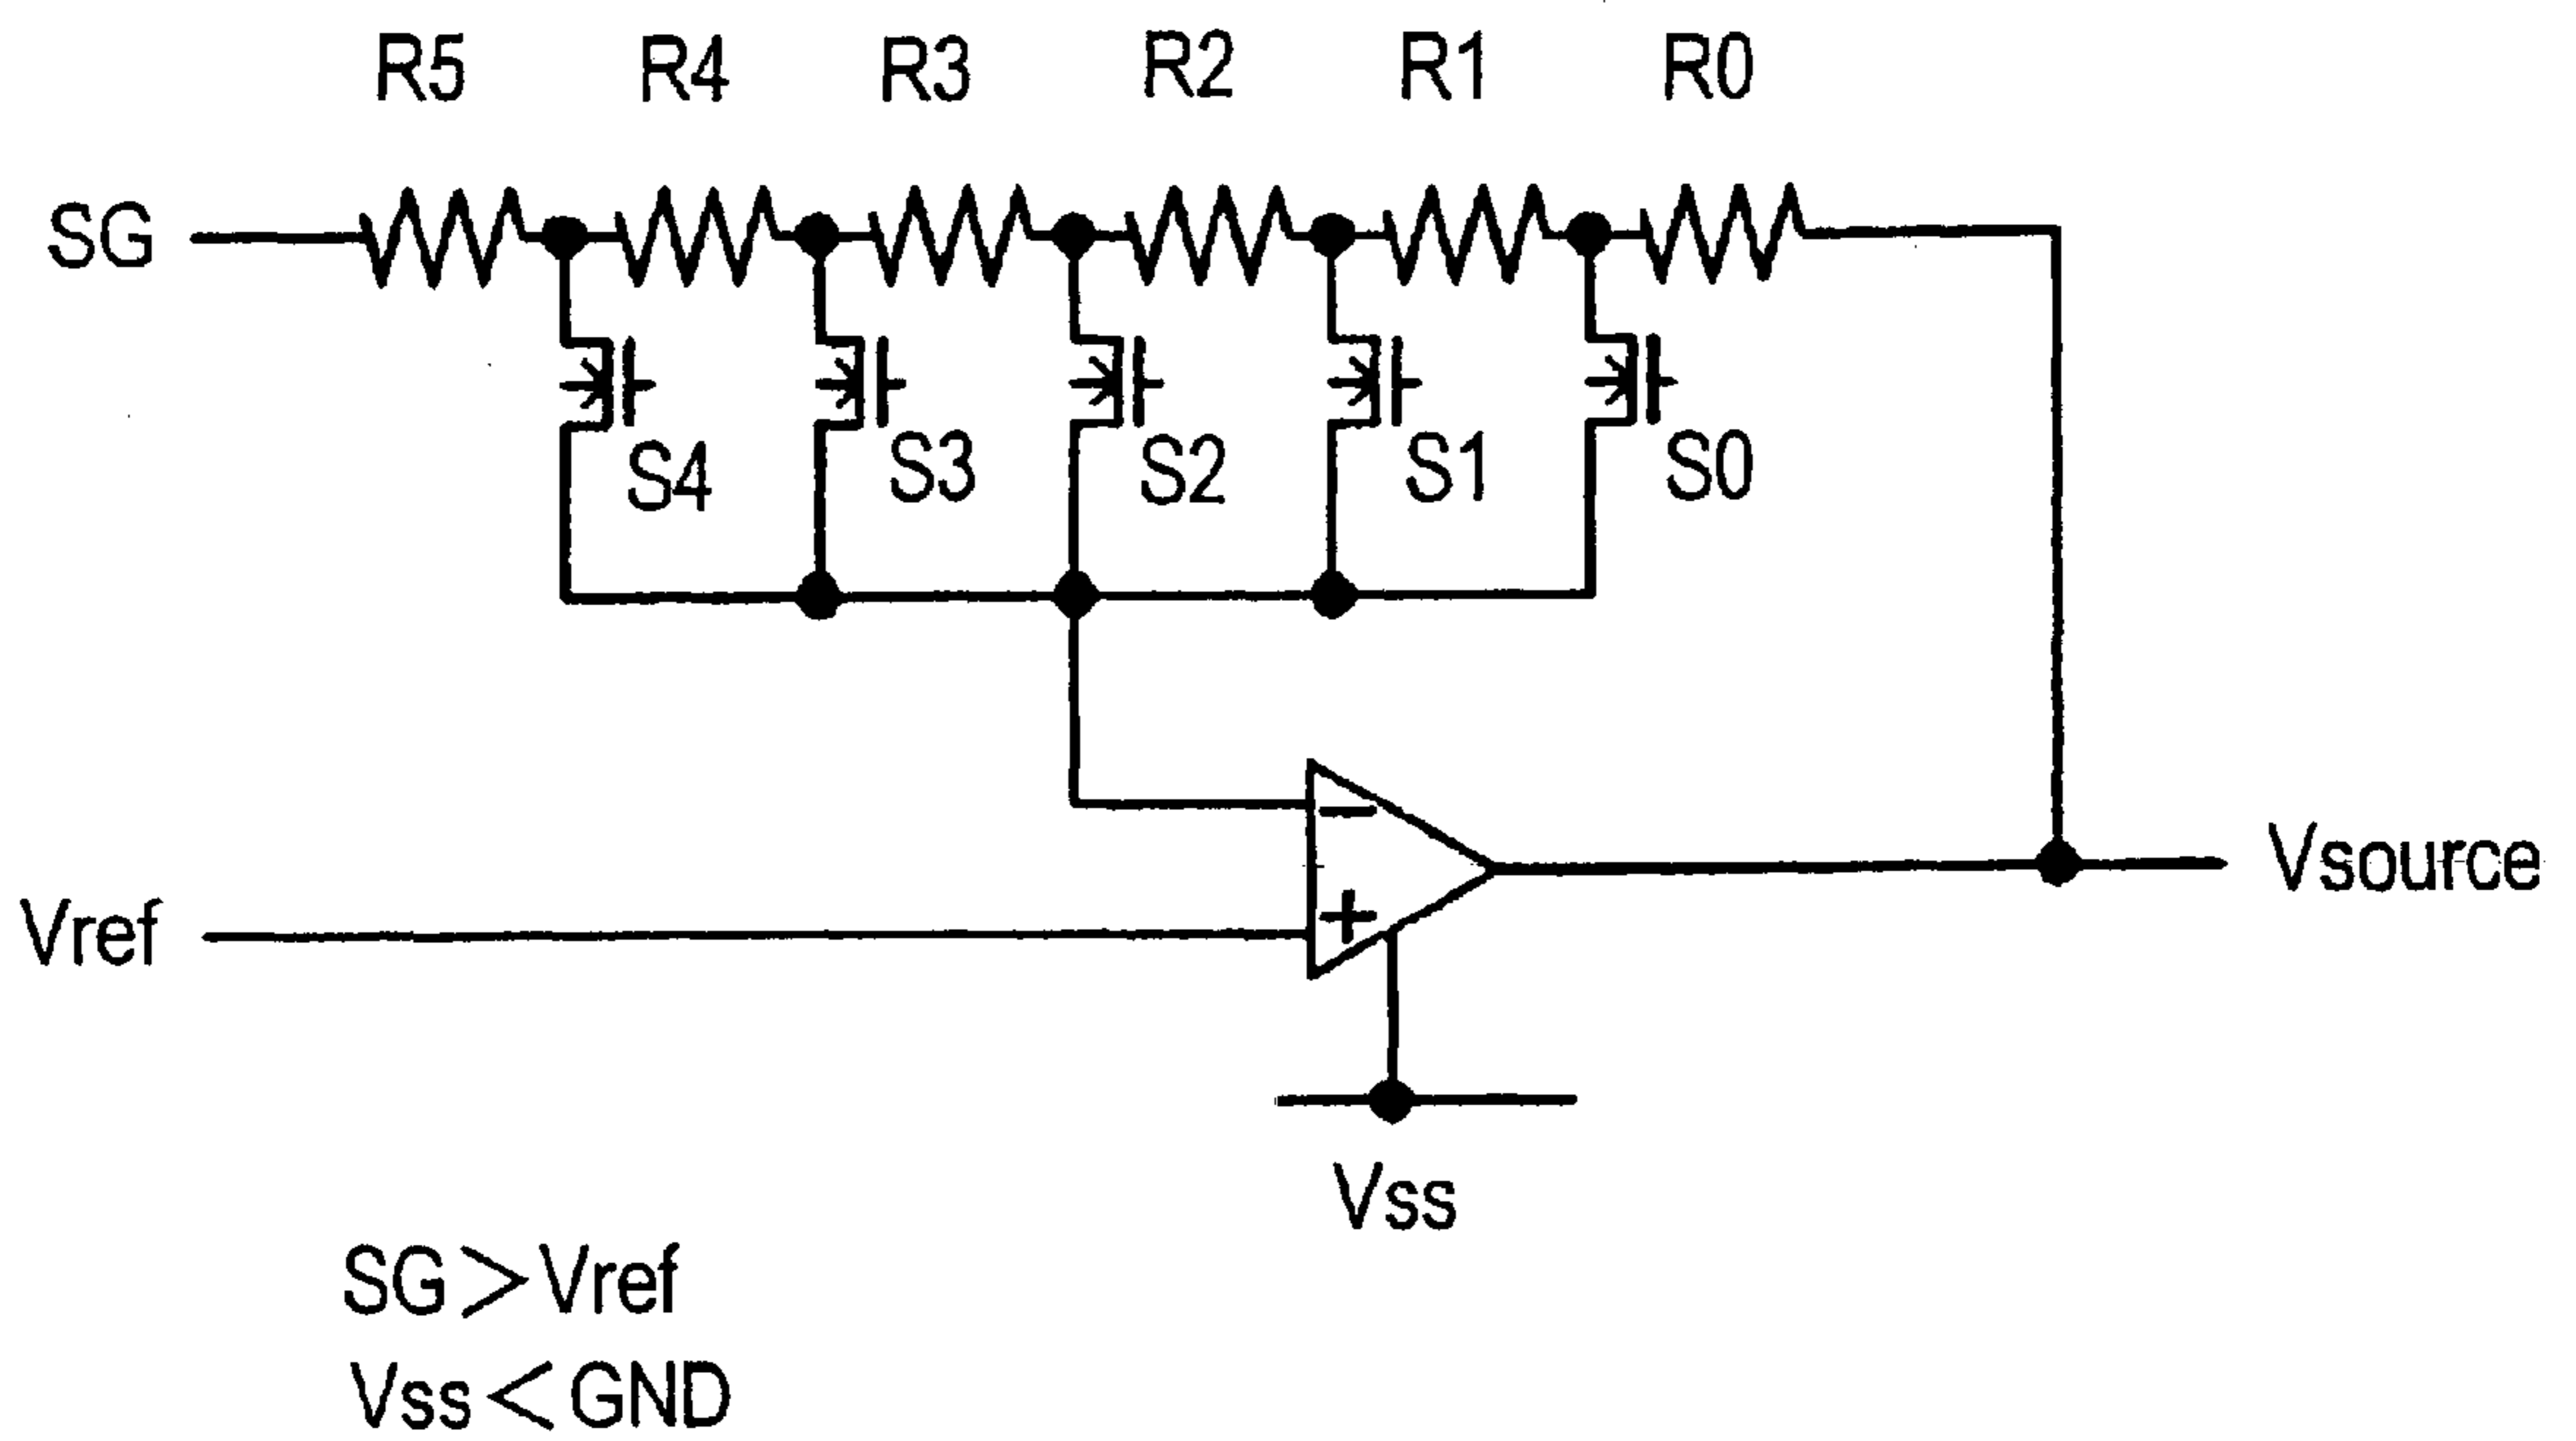 R5 R4 R3 R2 R1 R0
SG
S4 S3 S2 S1 S0
−
Vsource
+
Vref
Vss
SG＞Vref
Vss＜GND